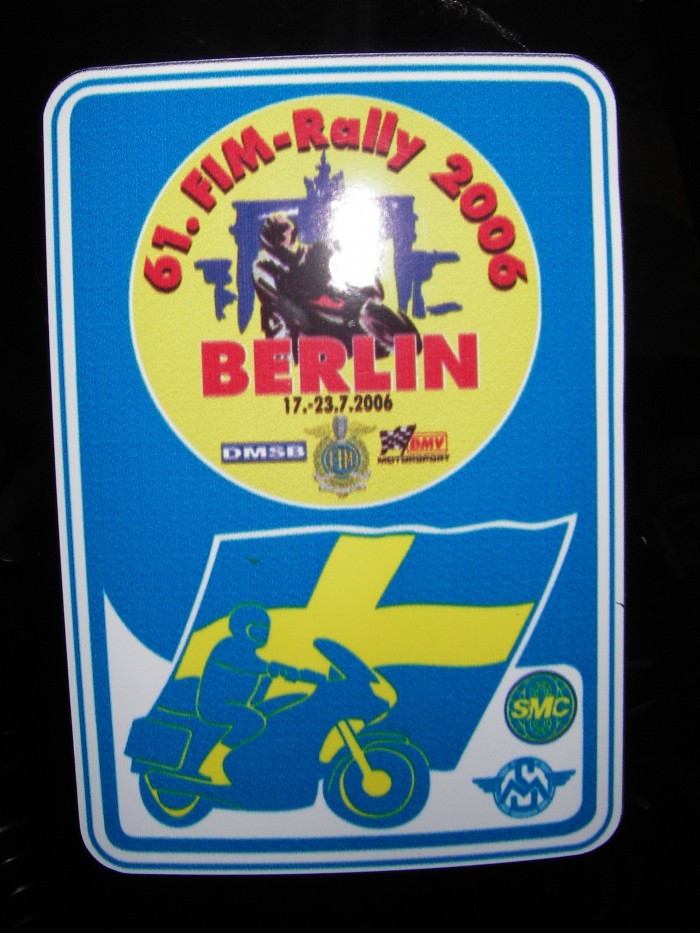 61. FIM-Rally 2006
BERLIN
17.-23.7.2006
DMSB
DMV
MOTORSPORT
SMC